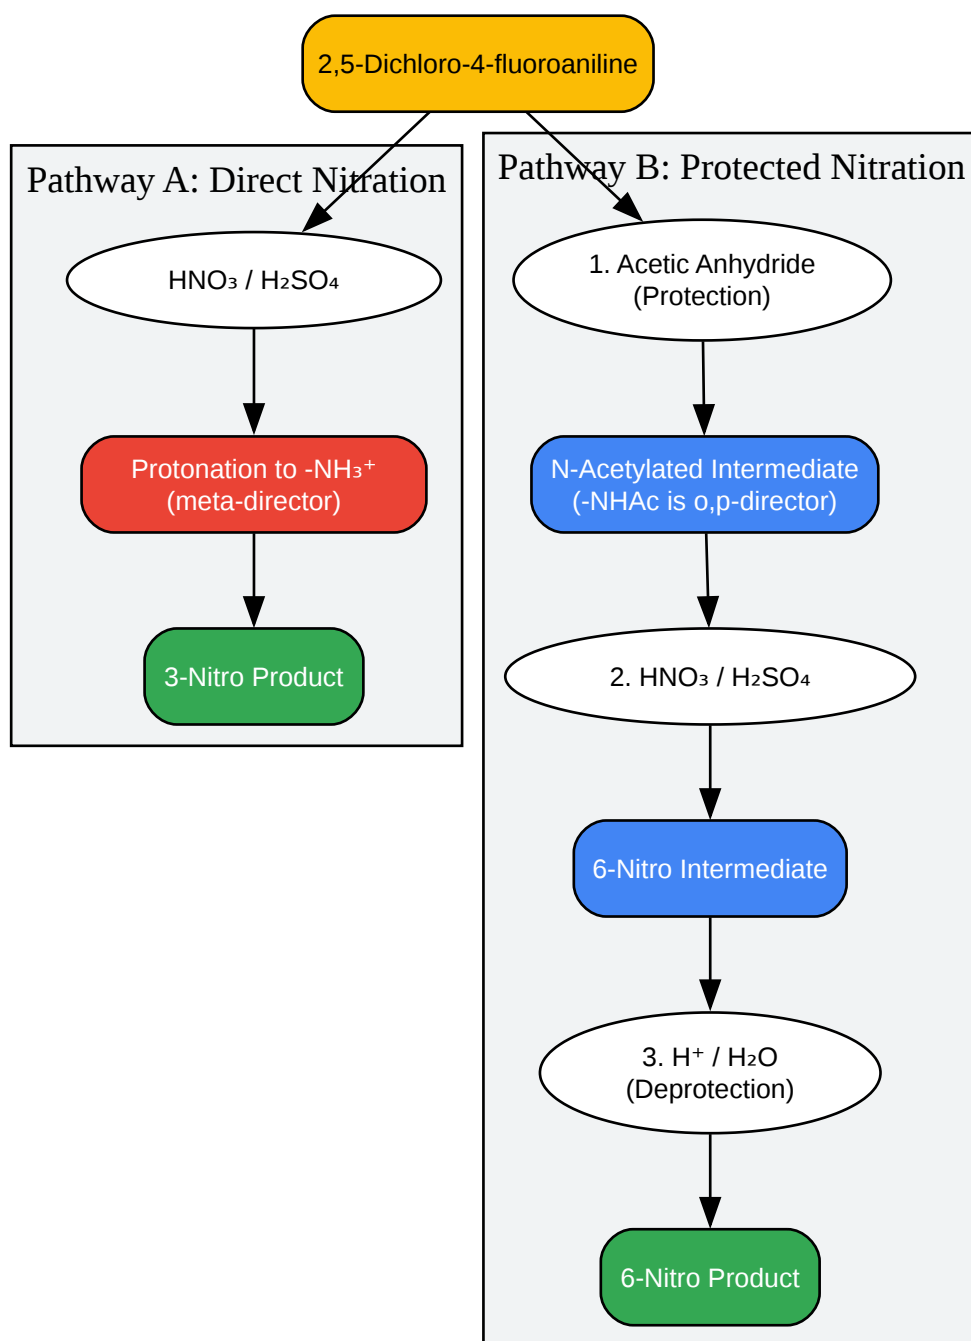 2,5-Dichloro-4-fluoroaniline
Pathway A: Direct Nitration
HNO₃ / H₂SO₄
Protonation to -NH₃⁺
(meta-director)
3-Nitro Product
Pathway B: Protected Nitration
1. Acetic Anhydride
(Protection)
N-Acetylated Intermediate
(-NHAc is o,p-director)
2. HNO₃ / H₂SO₄
6-Nitro Intermediate
3. H⁺ / H₂O
(Deprotection)
6-Nitro Product